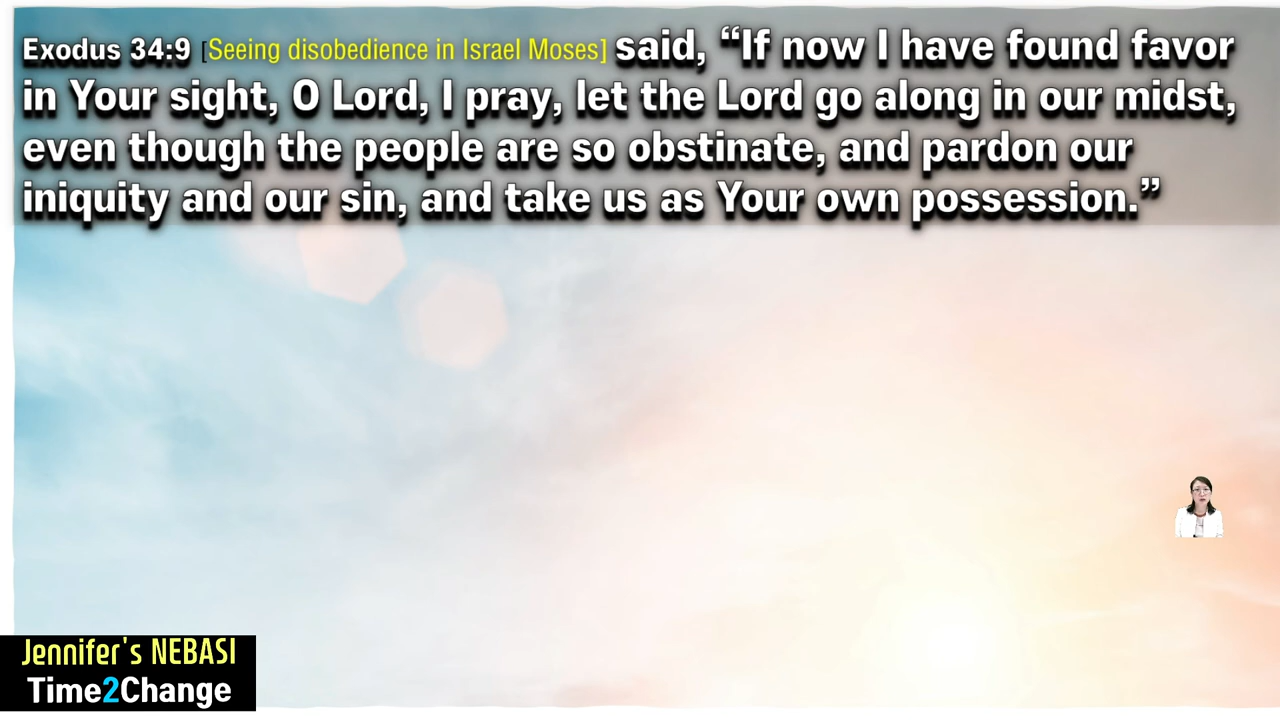 Exodus 34:9 [Seeing disobedience in Israel Moses] said, “If now I have found favor
in Your sight, O Lord, I pray, let the Lord go along in our midst,
even though the people are so obstinate, and pardon our
iniquity and our sin, and take us as Your own possession.”
Jennifer's NEBASI
Time2Change